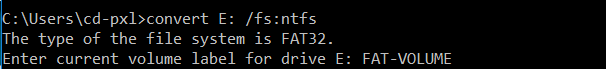 C:\Users\cd-pxl>convert E: /fs:ntfs
The type of the file system is FAT32.
Enter current volume label for drive E: FAT-VOLUME